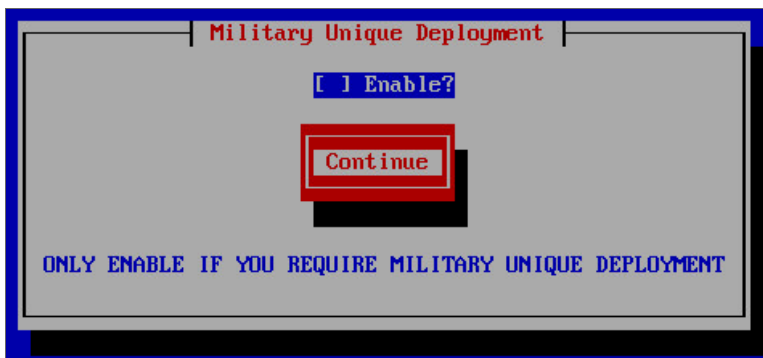 Military Unique Deployment
[ ] Enable?
Continue
ONLY ENABLE IF YOU REQUIRE MILITARY UNIQUE DEPLOYMENT